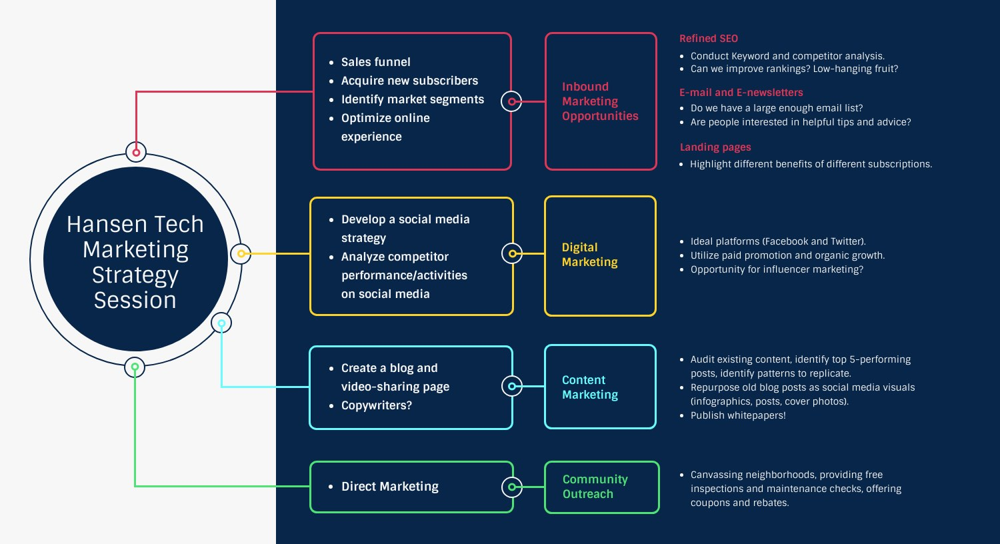 Hansen Tech
Marketing
Strategy
Session
• Sales funnel
• Acquire new subscribers
• Identify market segments
• Optimize online
experience
Inbound
Marketing
Opportunities
Refined SEO
• Conduct Keyword and competitor analysis.
• Can we improve rankings? Low-hanging fruit?
E-mail and E-newsletters
• Do we have a large enough email list?
• Are people interested in helpful tips and advice?
Landing pages
• Highlight different benefits of different subscriptions.
• Develop a social media
strategy
• Analyze competitor
performance/activities
on social media
Digital
Marketing
• Ideal platforms (Facebook and Twitter).
• Utilize paid promotion and organic growth.
• Opportunity for influencer marketing?
• Create a blog and
video-sharing page
• Copywriters?
Content
Marketing
• Audit existing content, identify top 5-performing
posts, identify patterns to replicate.
• Repurpose old blog posts as social media visuals
(infographics, posts, cover photos).
• Publish whitepapers!
• Direct Marketing
Community
Outreach
• Canvassing neighborhoods, providing free
inspections and maintenance checks, offering
coupons and rebates.